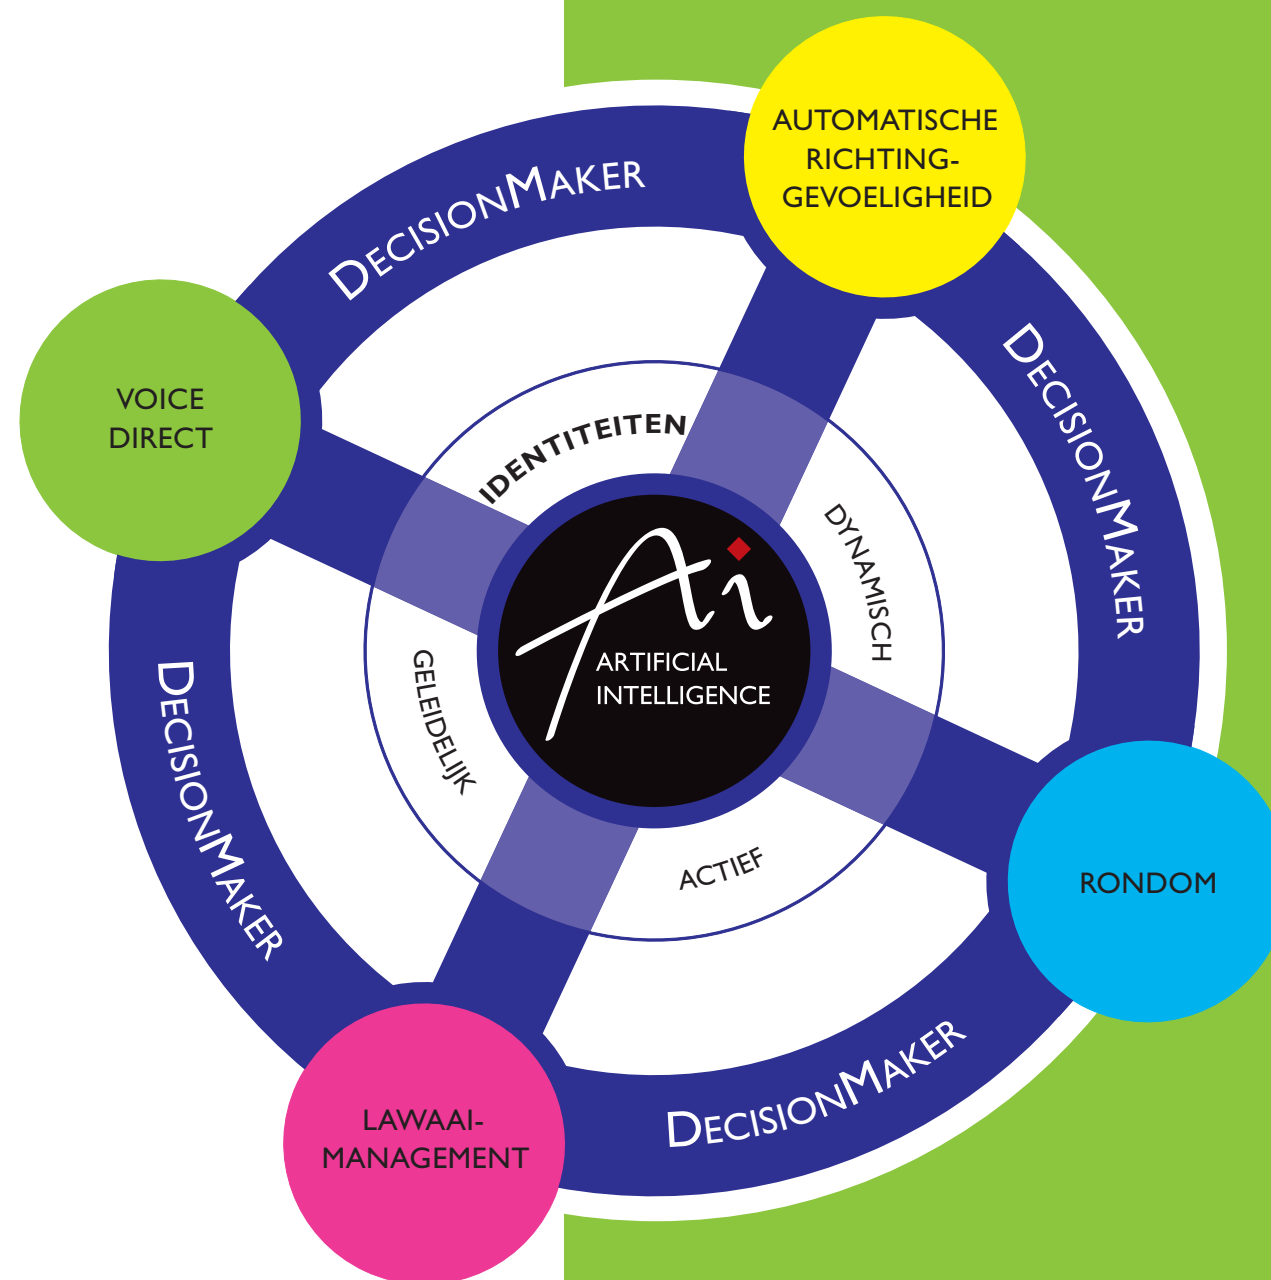 AUTOMATISCHE
RICHTING-
GEVOELIGHEID
DECISIONMAKER
DECISIONMAKER
VOICE
DIRECT
IDENTITEITEN
DYNAMISCH
Ai
ARTIFICIAL
INTELLIGENCE
GELEIDELIJK
DECISIONMAKER
ACTIEF
RONDOM
DECISIONMAKER
LAWAAI-
MANAGEMENT